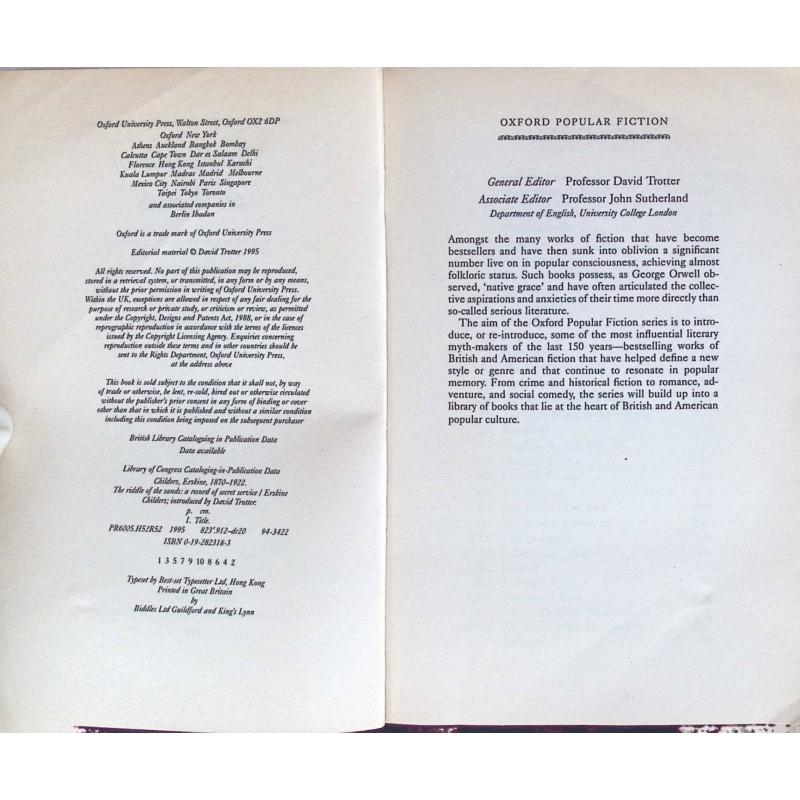 Oxford University Press, Walton Street, Oxford OX2 6DP
Oxford New York
Athens Auckland Bangkok Bombay
Calcutta Cape Town Dar es Salaam Delhi
Florence Hong Kong Istanbul Karachi
Kuala Lumpur Madras Madrid Melbourne
Mexico City Nairobi Paris Singapore
Taipei Tokyo Toronto
and associated companies in
Berlin Ibadan
Oxford is a trade mark of Oxford University Press
Editorial material © David Trotter 1995
All rights reserved. No part of this publication may be reproduced,
stored in a retrieval system, or transmitted, in any form or by any means,
without the prior permission in writing of Oxford University Press.
Within the UK, exceptions are allowed in respect of any fair dealing for the
purpose of research or private study, or criticism or review, as permitted
under the Copyright, Designs and Patents Act, 1988, or in the case of
reprographic reproduction in accordance with the terms of the licences
issued by the Copyright Licensing Agency. Enquiries concerning
reproduction outside these terms and in other countries should be
sent to the Rights Department, Oxford University Press,
at the address above
This book is sold subject to the condition that it shall not, by way
of trade or otherwise, be lent, re-sold, hired out or otherwise circulated
without the publisher's prior consent in any form of binding or cover
other than that in which it is published and without a similar condition
including this condition being imposed on the subsequent purchaser
British Library Cataloguing in Publication Data
Data available
Library of Congress Cataloging-in-Publication Data
Childers, Erskine, 1870–1922.
The riddle of the sands: a record of secret service / Erskine
Childers; introduced by David Trotter.
p. cm.
I. Title.
PR6005.H52R52 1995 823'.912–dc20 94-3422
ISBN 0-19-282318-3
1 3 5 7 9 10 8 6 4 2
Typeset by Best-set Typesetter Ltd, Hong Kong
Printed in Great Britain
by
Biddles Ltd Guildford and King's Lynn
OXFORD POPULAR FICTION
General Editor Professor David Trotter
Associate Editor Professor John Sutherland
Department of English, University College London
Amongst the many works of fiction that have become
bestsellers and have then sunk into oblivion a significant
number live on in popular consciousness, achieving almost
folkloric status. Such books possess, as George Orwell ob-
served, 'native grace' and have often articulated the collec-
tive aspirations and anxieties of their time more directly than
so-called serious literature.
The aim of the Oxford Popular Fiction series is to intro-
duce, or re-introduce, some of the most influential literary
myth-makers of the last 150 years—bestselling works of
British and American fiction that have helped define a new
style or genre and that continue to resonate in popular
memory. From crime and historical fiction to romance, ad-
venture, and social comedy, the series will build up into a
library of books that lie at the heart of British and American
popular culture.